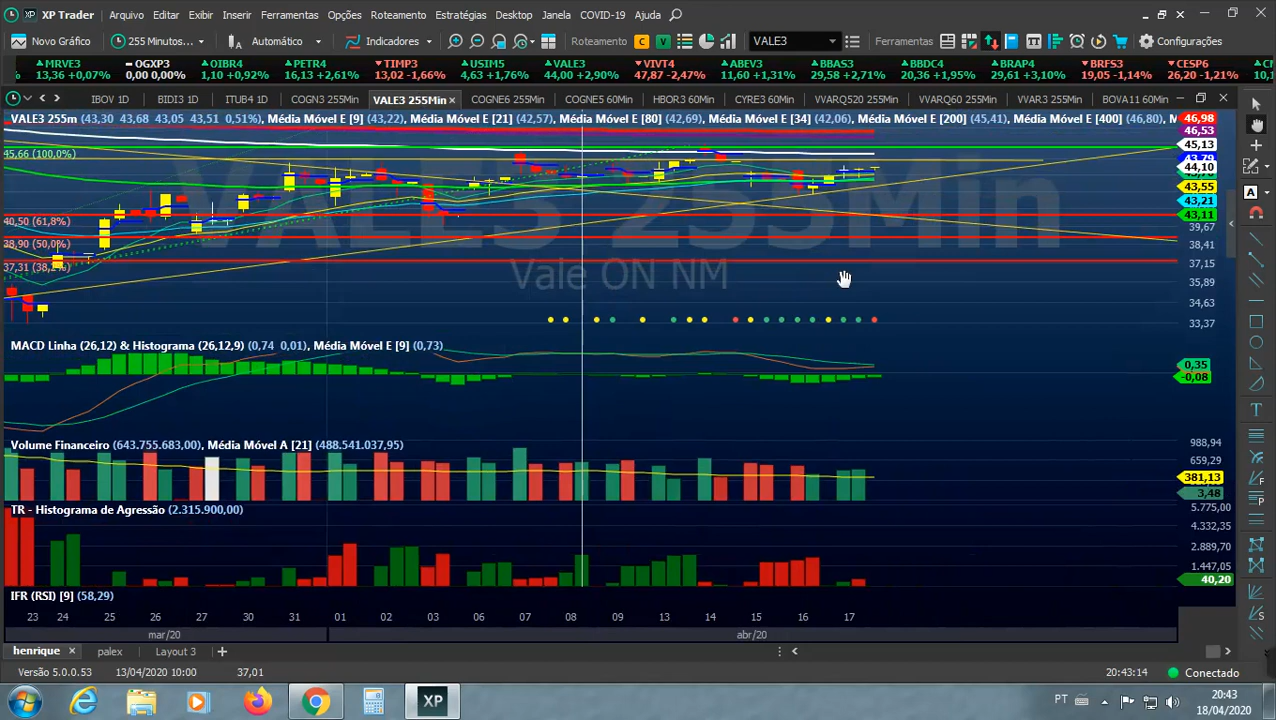 XP Trader Arquivo Editar Exibir Inserir Ferramentas Opções Roteamento Estratégias Desktop Janela COVID-19 Ajuda
Novo Gráfico 255 Minutos... Automático Indicadores Roteamento C V VALE3 Ferramentas Configurações
MRVE3 OGXP3 OIBR4 PETR4 TIMP3 USIM5 VALE3 VIVT4 ABEV3 BBAS3 BBDC4 BRAP4 BRFS3 CESP6
13,36 +0,07% 0,00 0,00% 1,10 +0,92% 16,13 +2,61% 13,02 -1,66% 4,63 +1,76% 44,00 +2,90% 47,87 -2,47% 11,60 +1,31% 29,58 +2,71% 20,36 +1,95% 29,61 +3,10% 19,05 -1,14% 26,20 -1,21%
IBOV 1D BIDI3 1D ITUB4 1D COGN3 255Min VALE3 255Min COGNE6 255Min COGNE5 60Min HBOR3 60Min CYRE3 60Min VVARQ520 255Min VVARQ60 255Min VVAR3 255Min BOVA11 60Min
VALE3 255m (43,30 43,68 43,05 43,51 0,51%), Média Móvel E [9] (43,22), Média Móvel E [21] (42,57), Média Móvel E [80] (42,69), Média Móvel E [34] (42,06), Média Móvel E [200] (45,41), Média Móvel E [400] (46,80), M
46,98
46,53
45,13
43,79
44,10
43,55
43,21
43,11
39,67
38,41
37,15
35,89
34,63
33,37
45,66 (100,0%)
40,50 (61,8%)
38,90 (50,0%)
37,31 (38,2%)
VALE3 255Min
Vale ON NM
MACD Linha (26,12) & Histograma (26,12,9) (0,74 0,01), Média Móvel E [9] (0,73)
0,35
-0,08
Volume Financeiro (643.755.683,00), Média Móvel A [21] (488.541.037,95)
988,94
659,29
381,13
3,48
TR - Histograma de Agressão (2.315.900,00)
5.775,00
4.332,35
2.889,70
1.447,05
40,20
IFR (RSI) [9] (58,29)
23 24 25 26 27 30 31 01 02 03 06 07 08 09 13 14 15 16 17
mar/20 abr/20
henrique palex Layout 3
Versão 5.0.0.53 13/04/2020 10:00 37,01 20:43:14 Conectado
XP PT 20:43
18/04/2020